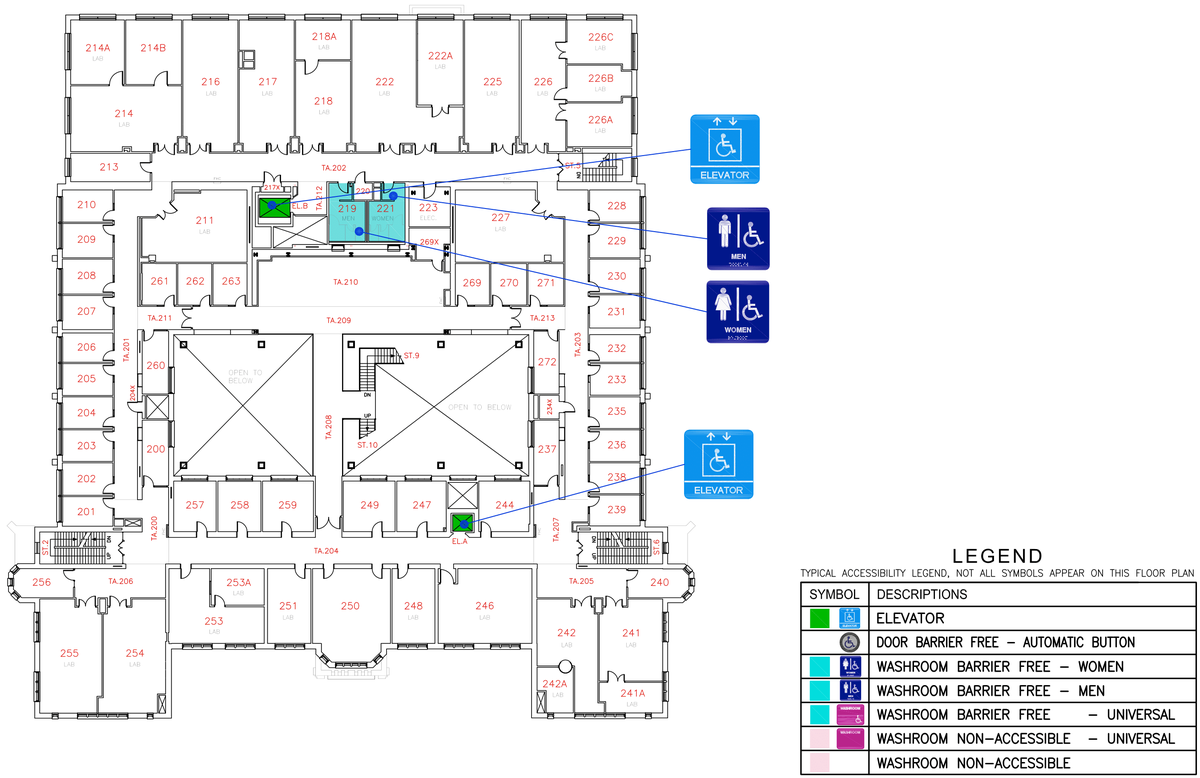 214A
LAB
214B
LAB
216
LAB
217
LAB
218A
LAB
218
LAB
222
LAB
222A
LAB
225
LAB
226
LAB
226C
LAB
226B
LAB
226A
LAB
214
LAB
213
TA.202
ST.5
DN
ELEVATOR
210
211
LAB
217X
EL.B
TA.212
220
219
MEN
221
WOMEN
223
ELEC.
269X
227
LAB
228
209
229
MEN
208
261
262
263
TA.210
269
270
271
230
207
TA.211
TA.209
TA.213
231
WOMEN
206
TA.201
260
OPEN TO
BELOW
ST.9
DN
272
TA.203
232
205
204X
233
204
UP
OPEN TO BELOW
234X
235
203
200
TA.208
ST.10
237
236
202
238
ELEVATOR
201
257
258
259
249
247
244
239
TA.200
EL.A
TA.207
ST.2
DN
UP
TA.204
DN
UP
ST.6
256
TA.206
TA.205
240
253A
LAB
253
LAB
251
LAB
250
248
LAB
246
LAB
242
LAB
241
LAB
255
LAB
254
LAB
242A
LAB
241A
LAB
LEGEND
TYPICAL ACCESSIBILITY LEGEND, NOT ALL SYMBOLS APPEAR ON THIS FLOOR PLAN
SYMBOL DESCRIPTIONS
ELEVATOR
DOOR BARRIER FREE - AUTOMATIC BUTTON
WASHROOM BARRIER FREE - WOMEN
WASHROOM BARRIER FREE - MEN
WASHROOM BARRIER FREE - UNIVERSAL
WASHROOM NON-ACCESSIBLE - UNIVERSAL
WASHROOM NON-ACCESSIBLE